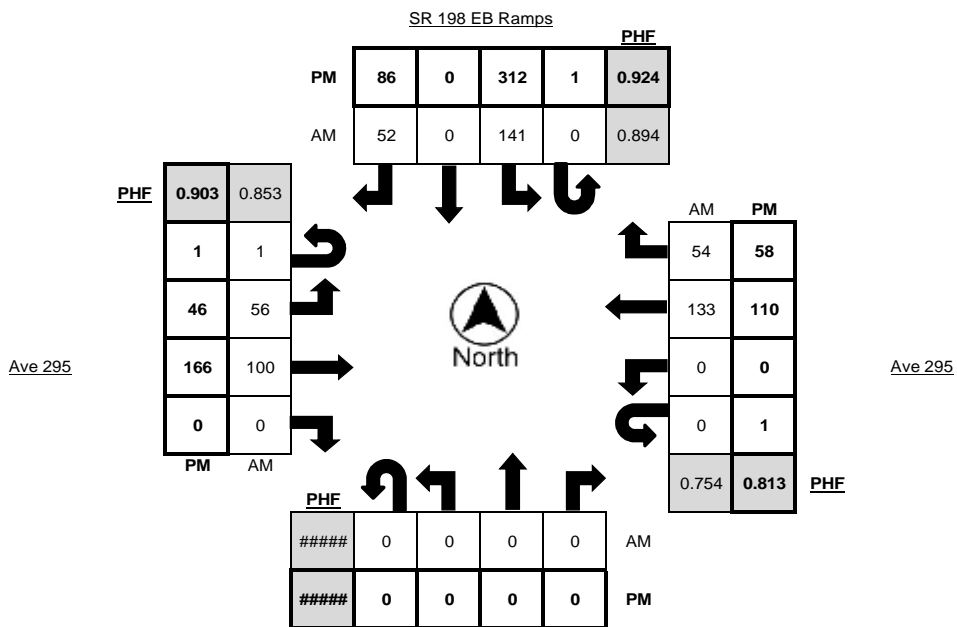 SR 198 EB Ramps
PHF
PM 86 0 312 1 0.924
AM 52 0 141 0 0.894
PHF 0.903 0.853
AM PM
1 1
54 58
46 56
133 110
North
Ave 295
166 100
0 0
Ave 295
0 0
0 1
PM AM
0.754 0.813 PHF
PHF
##### 0 0 0 0 AM
##### 0 0 0 0 PM